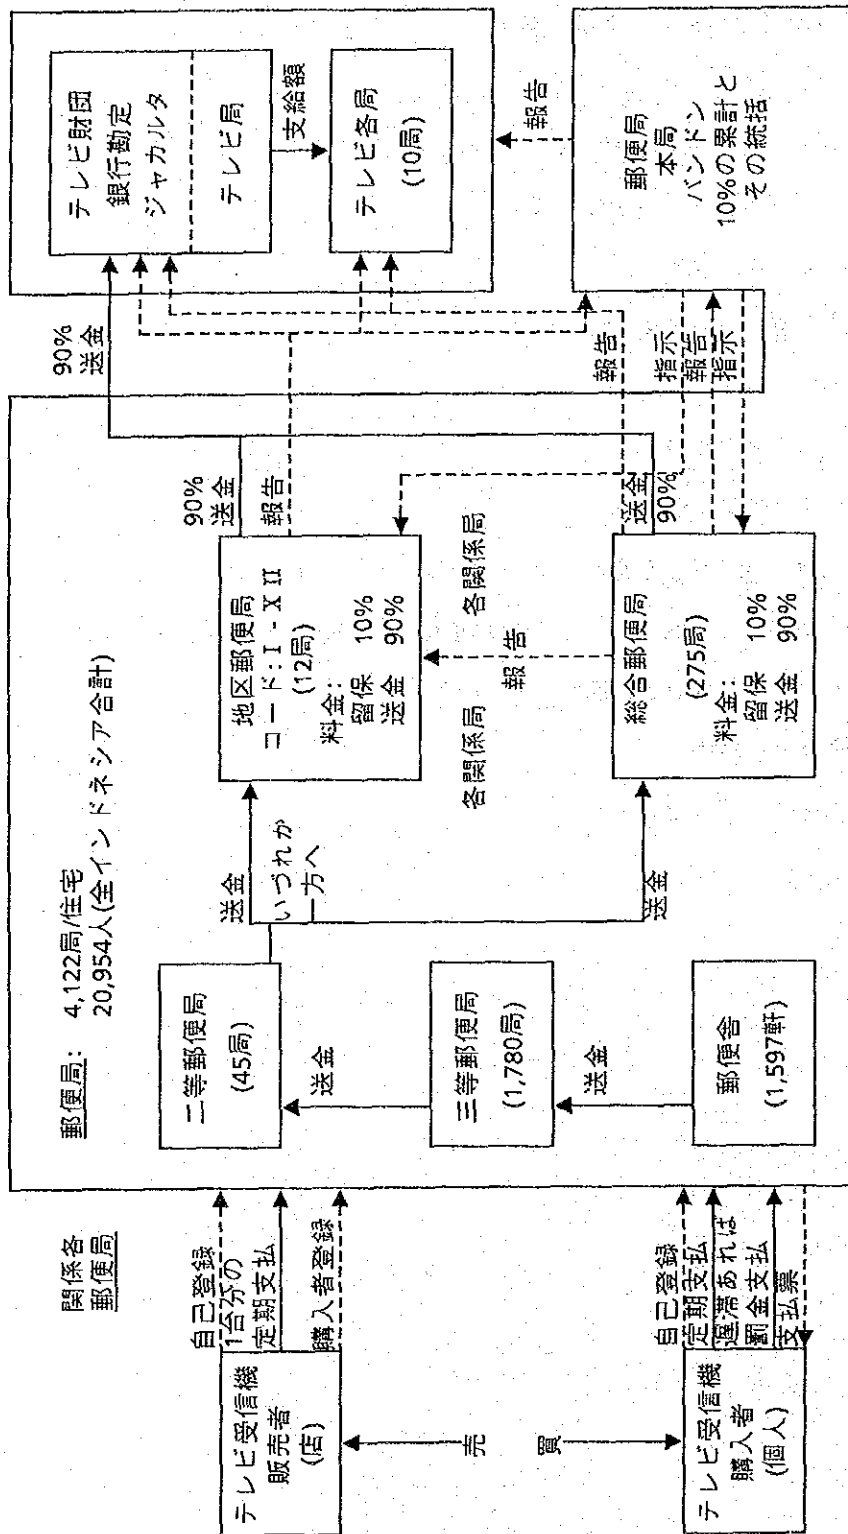 郵便局: 4,122局/住宅
20,954人(全インドネシア合計)
関係各
郵便局
テレビ受信機
販売者
(店)
自己登録
1台分の
定期支払
購入者登録
売
買
テレビ受信機
購入者
(個人)
自己登録
定期支払
遅滞あれば
罰金支払
支払票
二等郵便局
(45局)
送金
三等郵便局
(1,780局)
送金
郵便舎
(1,597軒)
送金
いづれか
一方へ
送金
地区郵便局
コード:I - XII
(12局)
料金:
留保 10%
送金 90%
各関係局
報告
各関係局
総合郵便局
(275局)
料金:
留保 10%
送金 90%
90%
送金
報告
送金
90%
90%
送金
報告
指示
報告
指示
テレビ財団
銀行勘定
ジャカルタ
テレビ局
支給額
テレビ各局
(10局)
報告
郵便局
本局
バンドン
10%の累計と
その統括